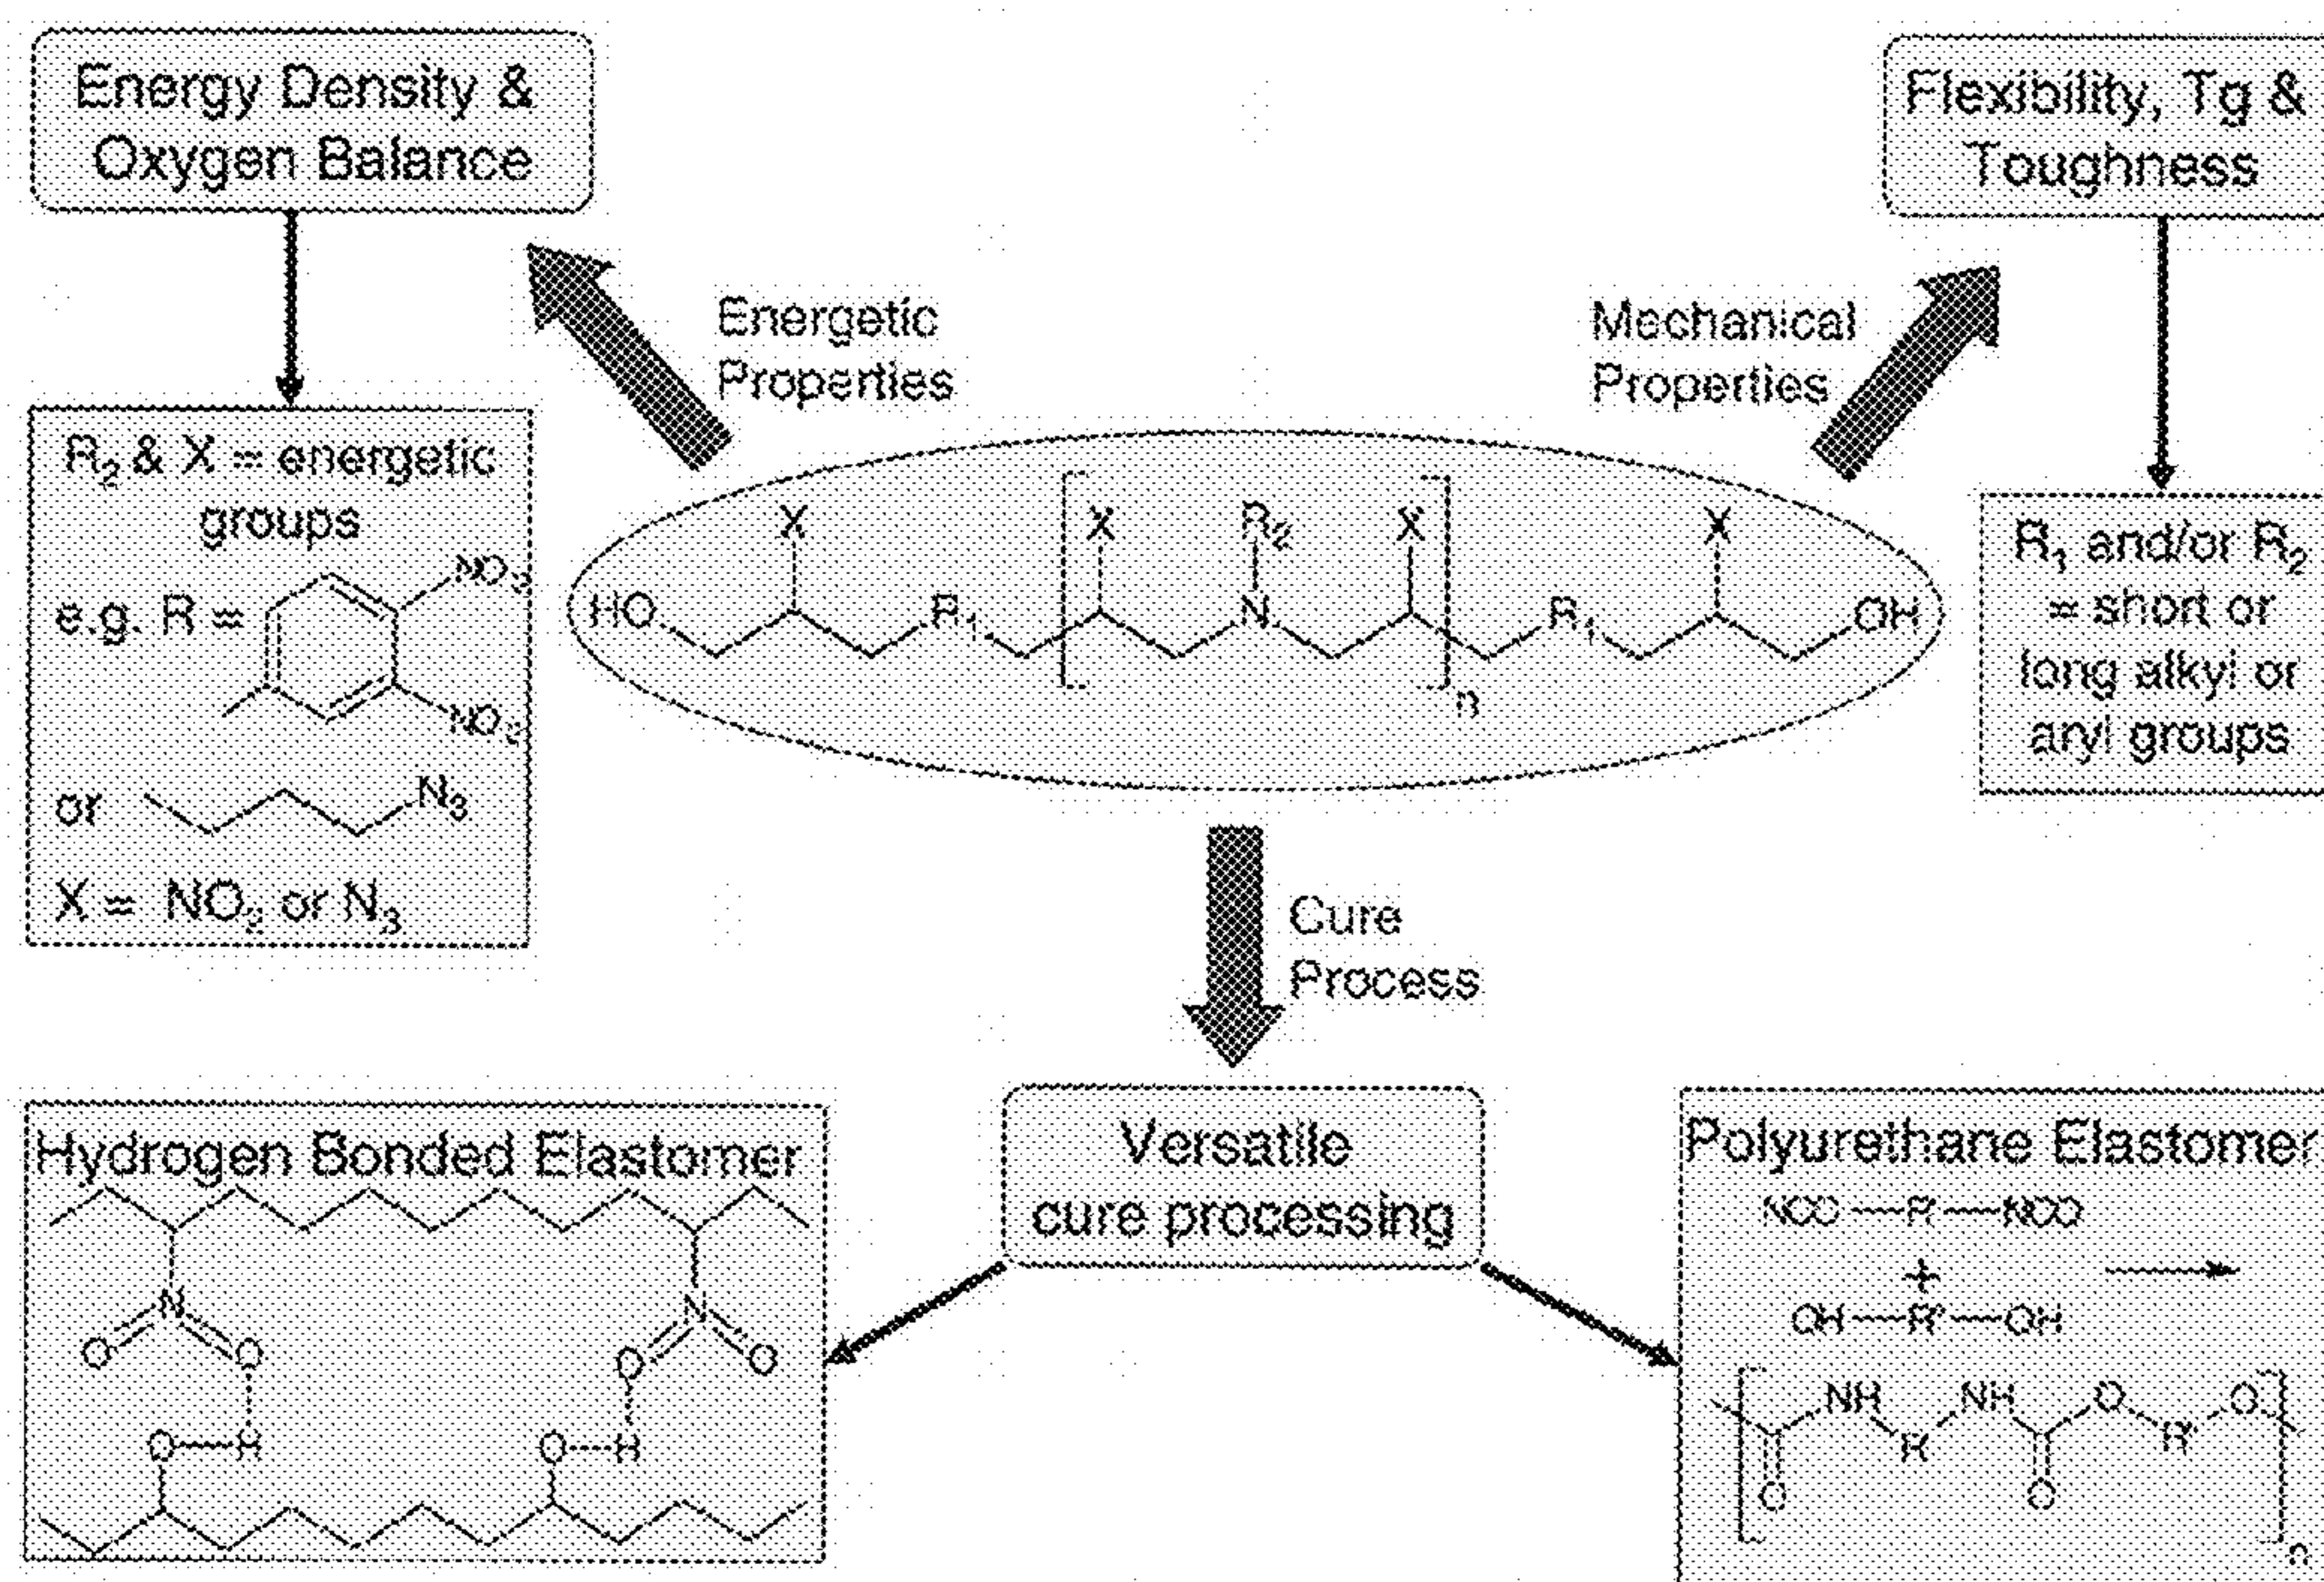 Energy Density &
Oxygen Balance
Flexibility, Tg &
Toughness
Energetic
Properties
Mechanical
Properties
R₂ & X = energetic
groups
e.g. R =
NO₂
NO₂
or
N₃
X = NO₂ or N₃
X
X
R₂
X
X
HO
R₁
N
R₁
OH
n
R₁ and/or R₂
= short or
long alkyl or
aryl groups
Cure
Process
Versatile
cure processing
Hydrogen Bonded Elastomer
N
N
O
O
O
O
O
H
O
H
Polyurethane Elastomer
NCO—R—NCO
+
OH—R'—OH
NH
NH
O
O
R
R'
O
O
n